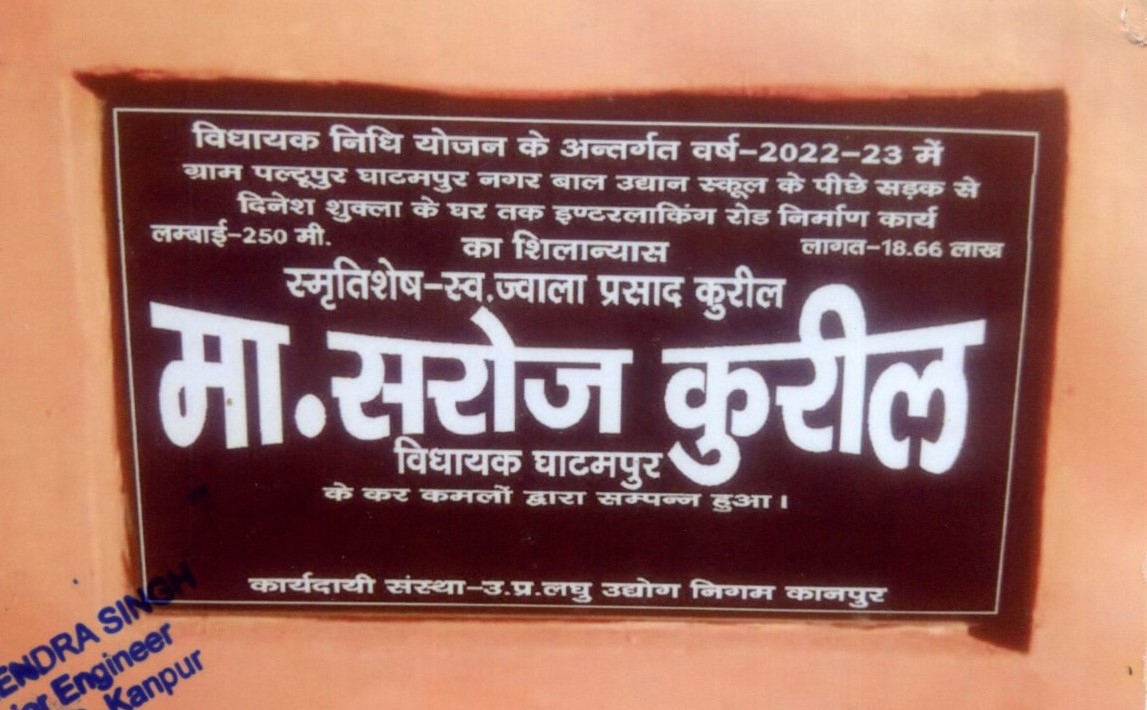 विधायक निधि योजन के अन्तर्गत वर्ष-2022-23 में
ग्राम पल्टूपुर घाटमपुर नगर बाल उद्यान स्कूल के पीछे सड़क से
दिनेश शुक्ला के घर तक इण्टरलाकिंग रोड निर्माण कार्य
लम्बाई-250 मी. का शिलान्यास लागत-18.66 लाख
स्मृतिशेष-स्व.ज्वाला प्रसाद कुरील
मा.सरोज कुरील
विधायक घाटमपुर
के कर कमलों द्वारा सम्पन्न हुआ।
कार्यदायी संस्था-उ.प्र.लघु उद्योग निगम कानपुर
ENDRA SINGH
Engineer
Kanpur